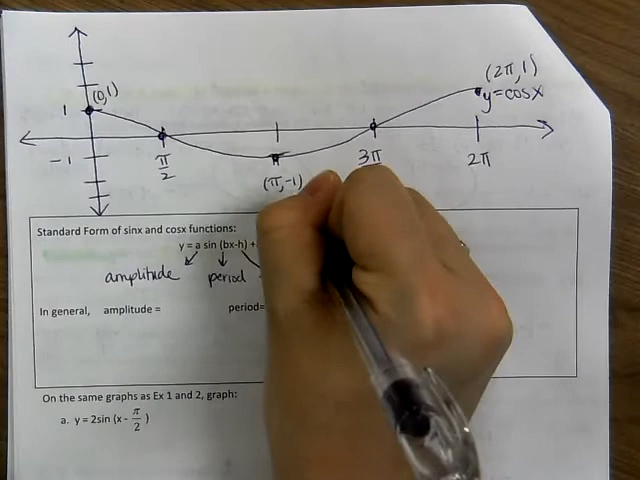 (0,1)
(2π,1)
y=cosx
1
-1
π/2
(π,-1)
3π
2π
Standard Form of sinx and cosx functions:
y = a sin (bx-h) +
amplitude period
In general, amplitude = period=
On the same graphs as Ex 1 and 2, graph:
a. y = 2sin (x - π/2 )